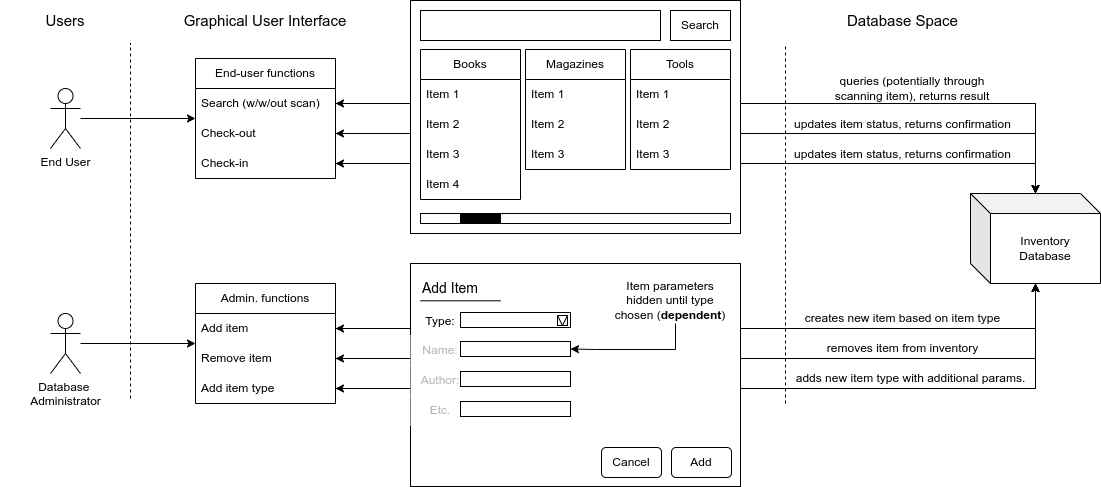 Users
Graphical User Interface
Database Space
Search
Books
Magazines
Tools
Item 1
Item 2
Item 3
Item 4
Item 1
Item 2
Item 3
Item 1
Item 2
Item 3
End-user functions
Search (w/w/out scan)
Check-out
Check-in
End User
queries (potentially through
scanning item), returns result
updates item status, returns confirmation
updates item status, returns confirmation
Inventory
Database
Admin. functions
Add item
Remove item
Add item type
Database
Administrator
Add Item
Type:
Name:
Author:
Etc.
Item parameters
hidden until type
chosen (dependent)
Cancel
Add
creates new item based on item type
removes item from inventory
adds new item type with additional params.